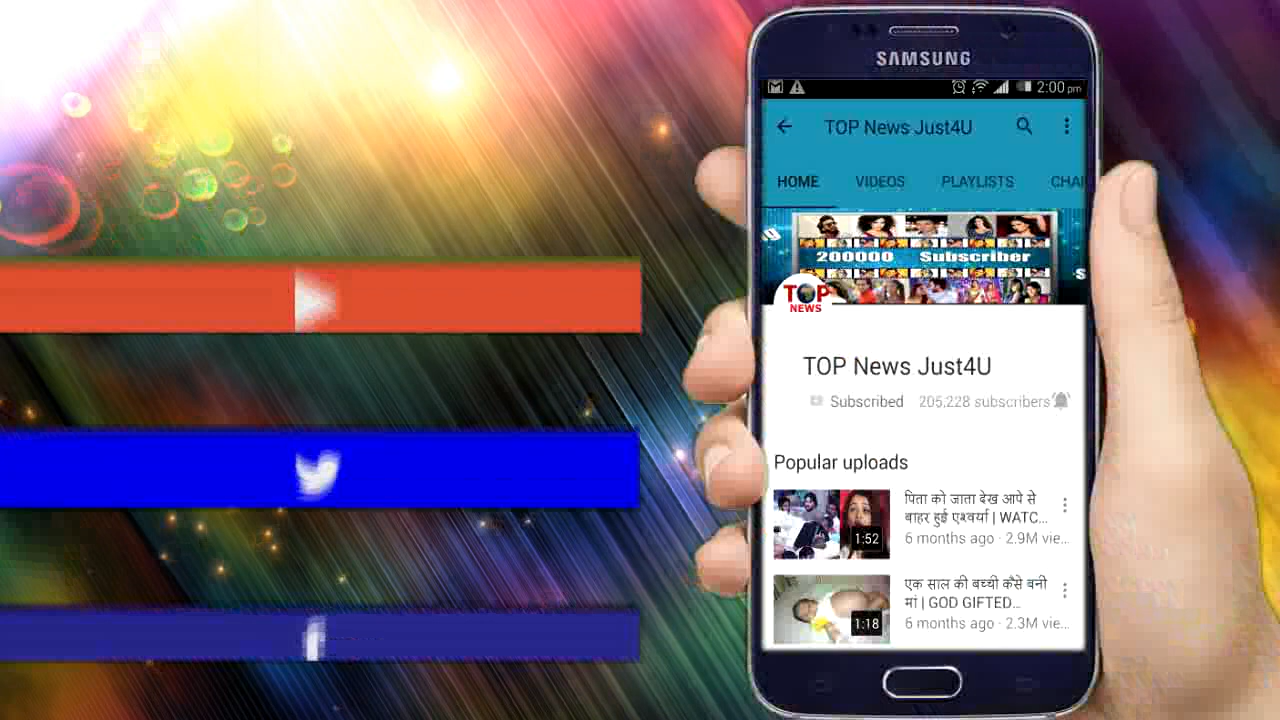 SAMSUNG
2:00 pm
TOP News Just4U
HOME VIDEOS PLAYLISTS CHAN
200000 Subscriber
TOP
NEWS
TOP News Just4U
Subscribed 205,228 subscribers
Popular uploads
पिता को जाता देख आपे से
बाहर हुई एश्वर्या | WATC...
6 months ago · 2.9M vie...
1:52
एक साल की बच्ची कैसे बनी
मां | GOD GIFTED...
6 months ago · 2.3M vie...
1:18